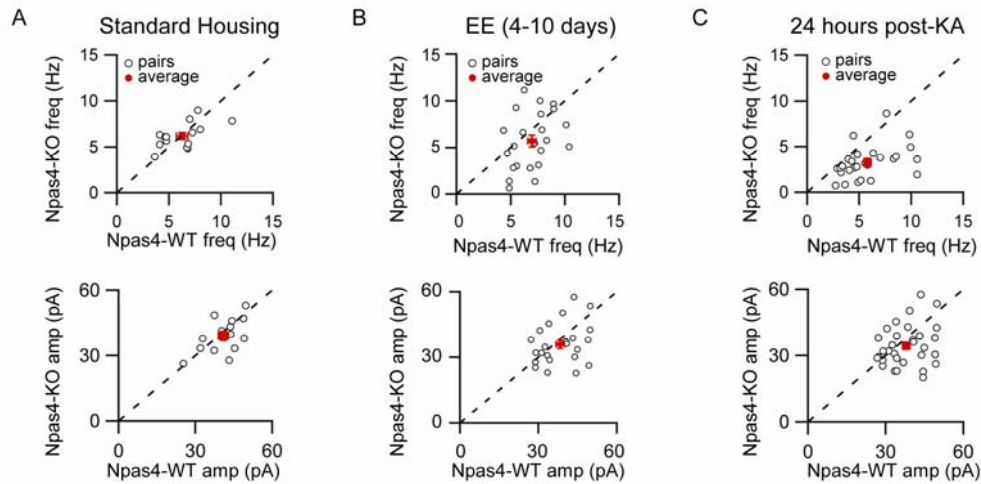 A
Standard Housing
Npas4-KO freq (Hz)
15
10
5
0
pairs
average
0 5 10 15
Npas4-WT freq (Hz)
Npas4-KO amp (pA)
60
30
0
0 30 60
Npas4-WT amp (pA)
B
EE (4-10 days)
Npas4-KO freq (Hz)
15
10
5
0
pairs
average
0 5 10 15
Npas4-WT freq (Hz)
Npas4-KO amp (pA)
60
30
0
0 30 60
Npas4-WT amp (pA)
C
24 hours post-KA
Npas4-KO freq (Hz)
15
10
5
0
pairs
average
0 5 10 15
Npas4-WT freq (Hz)
Npas4-KO amp (pA)
60
30
0
0 30 60
Npas4-WT amp (pA)